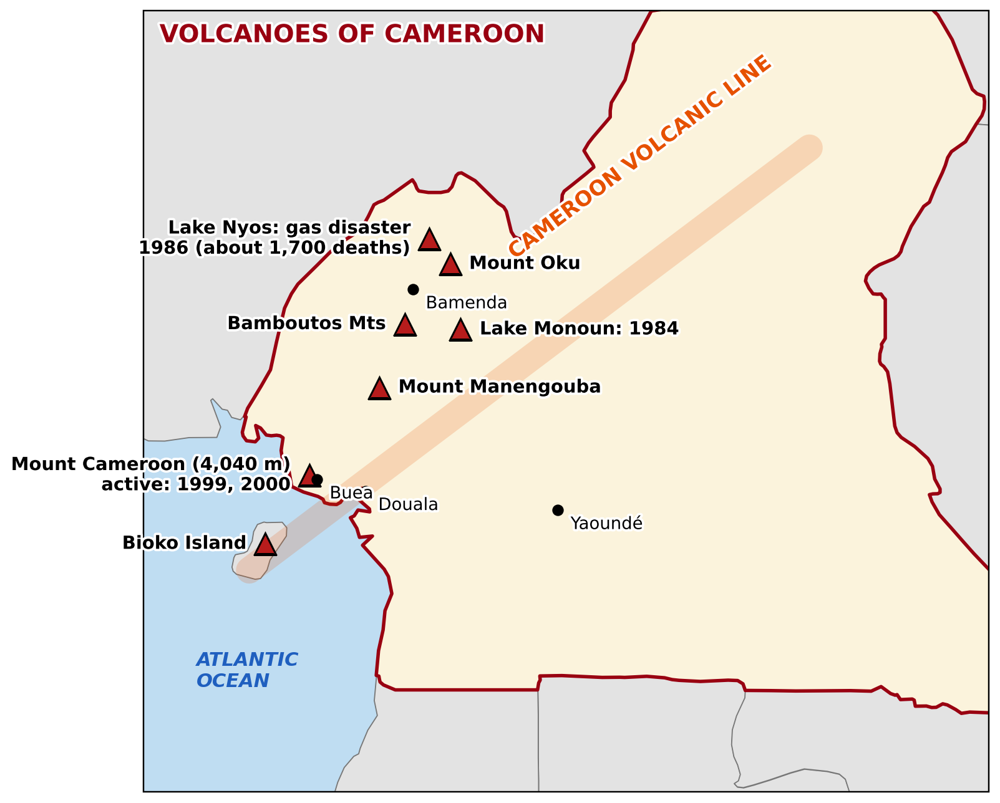 VOLCANOES OF CAMEROON
CAMEROON VOLCANIC LINE
Lake Nyos: gas disaster
1986 (about 1,700 deaths)
Mount Oku
Bamenda
Bamboutos Mts
Lake Monoun: 1984
Mount Manengouba
Mount Cameroon (4,040 m)
active: 1999, 2000
Buea
Douala
Yaoundé
Bioko Island
ATLANTIC
OCEAN